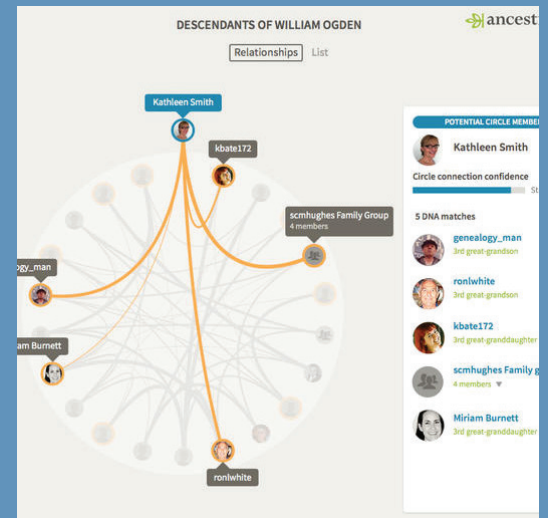 DESCENDANTS OF WILLIAM OGDEN
ancest
Relationships List
Kathleen Smith
kbate172
scmhughes Family Group
4 members
ogy_man
am Burnett
ronlwhite
POTENTIAL CIRCLE MEMBE
Kathleen Smith
Circle connection confidence
St
5 DNA matches
genealogy_man
3rd great-grandson
ronlwhite
3rd great-grandson
kbate172
3rd great-granddaughter
scmhughes Family g
4 members
Miriam Burnett
3rd great-granddaughter